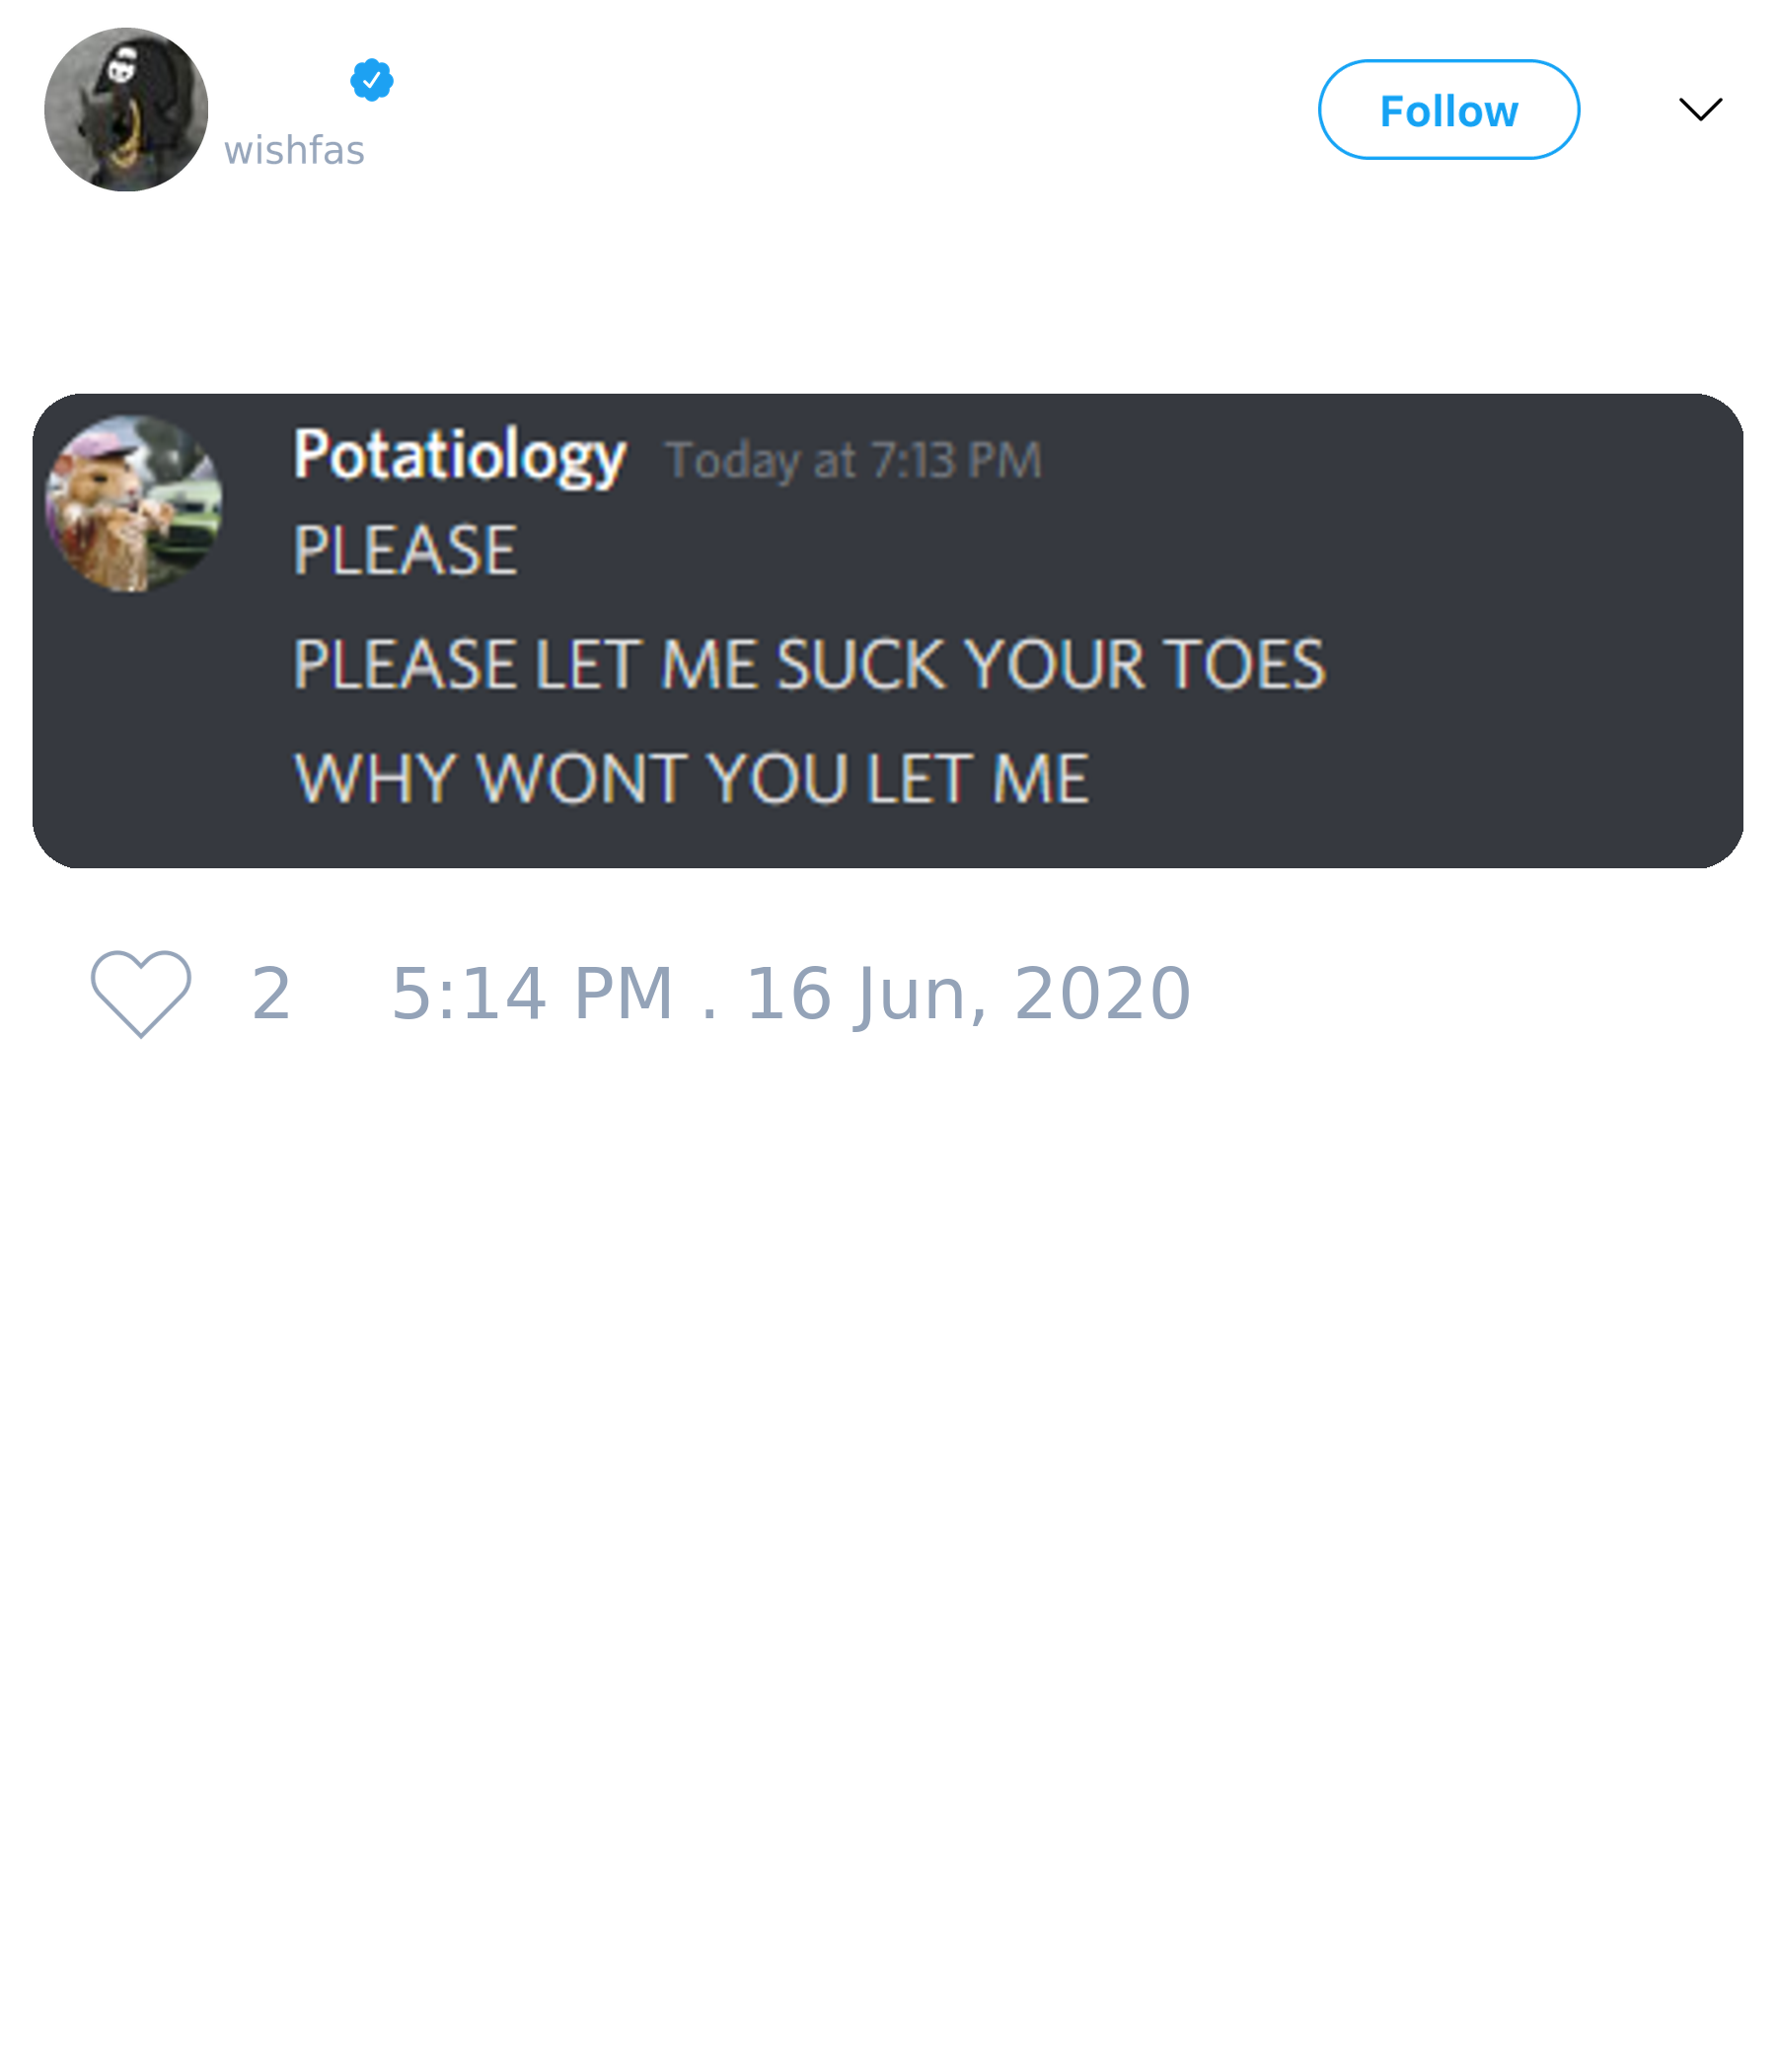 wishfas
Follow
Potatiology Today at 7:13 PM
PLEASE
PLEASE LET ME SUCK YOUR TOES
WHY WONT YOU LET ME
2 5:14 PM . 16 Jun, 2020